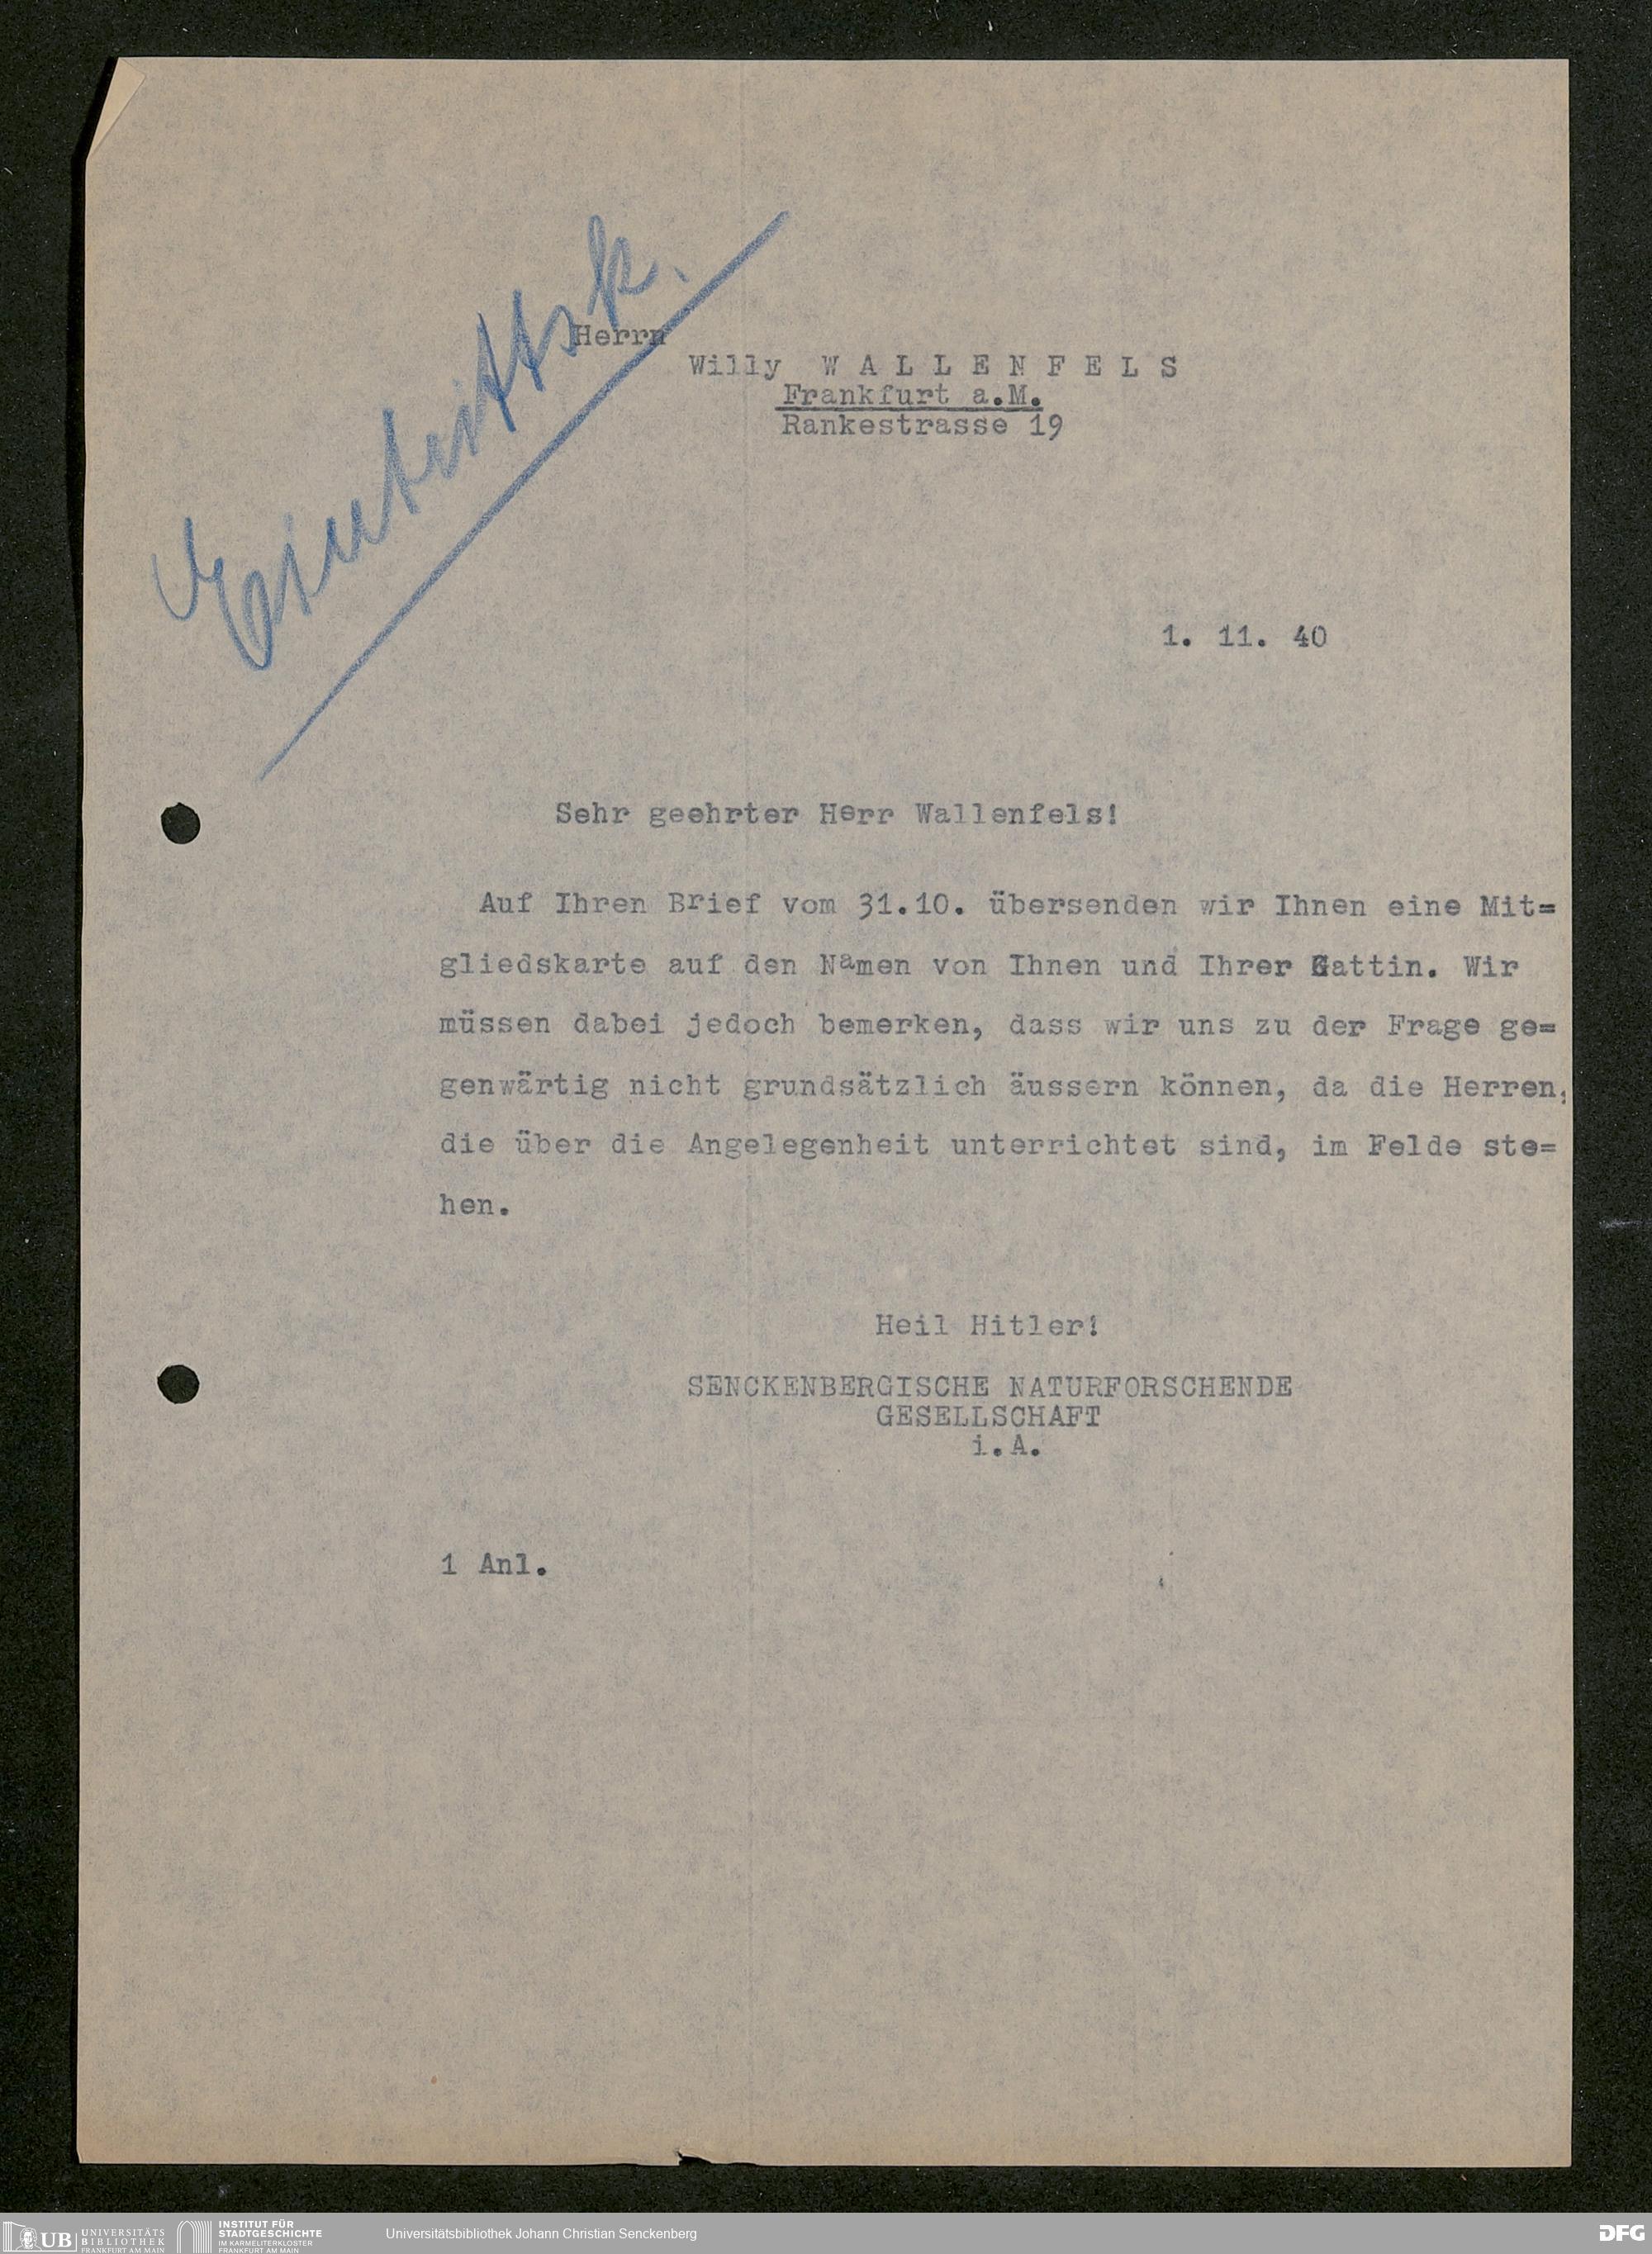 Eintrittsk.
Herrn
Willy WALLENFELS
Frankfurt a.M.
Rankestrasse 19
1. 11. 40
Sehr geehrter Herr Wallenfels!
Auf Ihren Brief vom 31.10. übersenden wir Ihnen eine Mit=
gliedskarte auf den Namen von Ihnen und Ihrer Gattin. Wir
müssen dabei jedoch bemerken, dass wir uns zu der Frage ge=
genwärtig nicht grundsätzlich äussern können, da die Herren,
die über die Angelegenheit unterrichtet sind, im Felde ste=
hen.
Heil Hitler!
SENCKENBERGISCHE NATURFORSCHENDE
GESELLSCHAFT
i.A.
1 Anl.
UB UNIVERSITÄTS
BIBLIOTHEK
FRANKFURT AM MAIN
INSTITUT FÜR
STADTGESCHICHTE
IM KARMELITERKLOSTER
FRANKFURT AM MAIN
Universitätsbibliothek Johann Christian Senckenberg
DFG